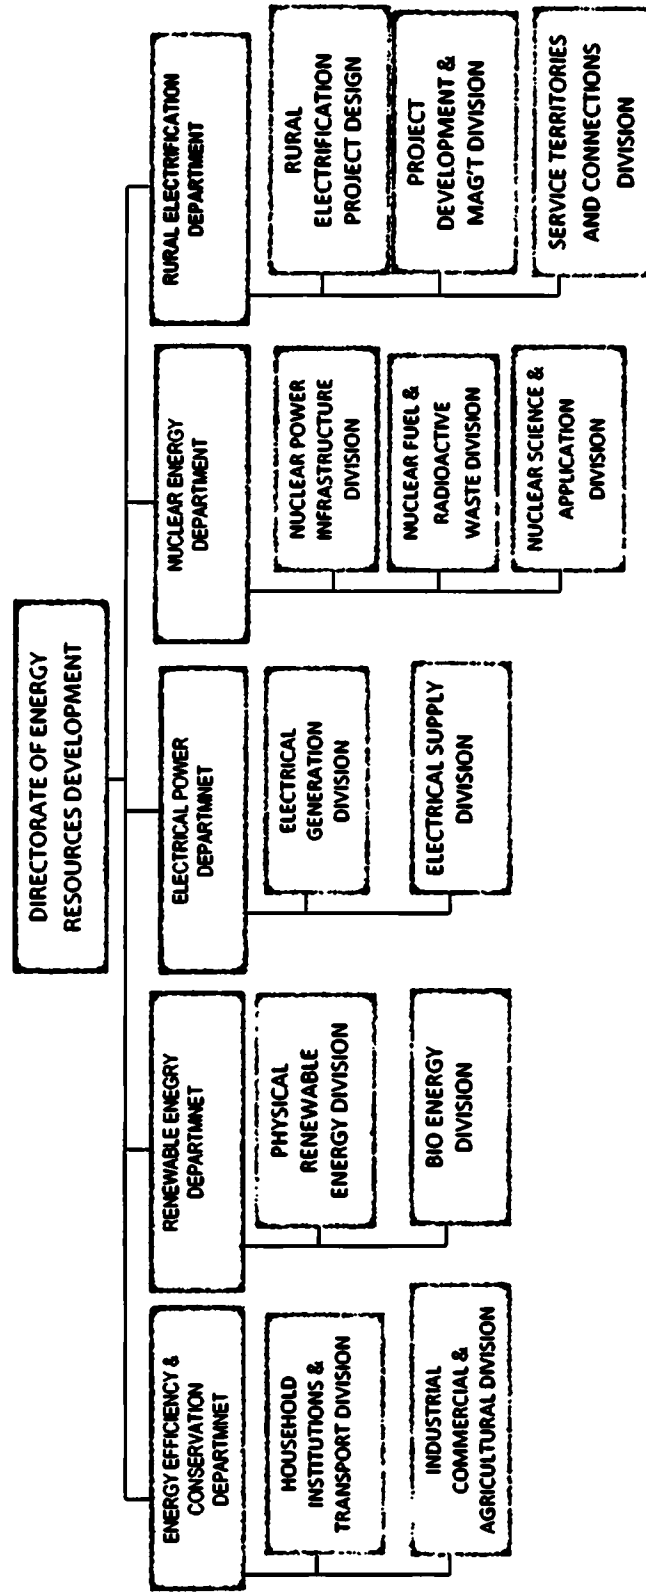 DIRECTORATE OF ENERGY
RESOURCES DEVELOPMENT
ENERGY EFFICIENCY &
CONSERVATION
DEPARTMNET
HOUSEHOLD
INSTITUTIONS &
TRANSPORT DIVISION
INDUSTRIAL
COMMERCIAL &
AGRICULTURAL DIVISION
RENEWABLE ENEGRY
DEPARTMNET
PHYSICAL
RENEWABLE
ENERGY DIVISION
BIO ENERGY
DIVISION
ELECTRICAL POWER
DEPARTMNET
ELECTRICAL
GENERATION
DIVISION
ELECTRICAL SUPPLY
DIVISION
NUCLEAR ENERGY
DEPARTMENT
NUCLEAR POWER
INFRASTRUCTURE
DIVISION
NUCLEAR FUEL &
RADIOACTIVE
WASTE DIVISION
NUCLEAR SCIENCE &
APPLICATION
DIVISION
RURAL ELECTRIFICATION
DEPARTMENT
RURAL
ELECTRIFICATION
PROJECT DESIGN
PROJECT
DEVELOPMENT &
MAG'T DIVISION
SERVICE TERRITORIES
AND CONNECTIONS
DIVISION